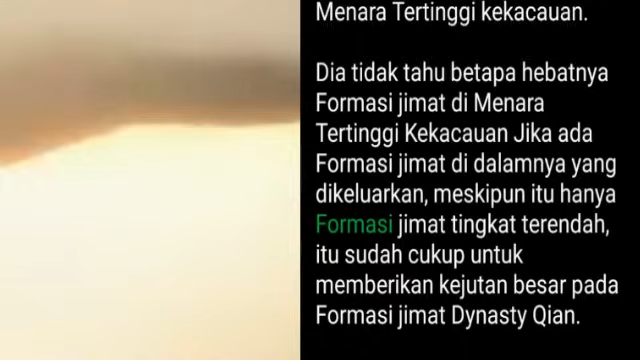 Menara Tertinggi kekacauan.
Dia tidak tahu betapa hebatnya
Formasi jimat di Menara
Tertinggi Kekacauan Jika ada
Formasi jimat di dalamnya yang
dikeluarkan, meskipun itu hanya
Formasi jimat tingkat terendah,
itu sudah cukup untuk
memberikan kejutan besar pada
Formasi jimat Dynasty Qian.